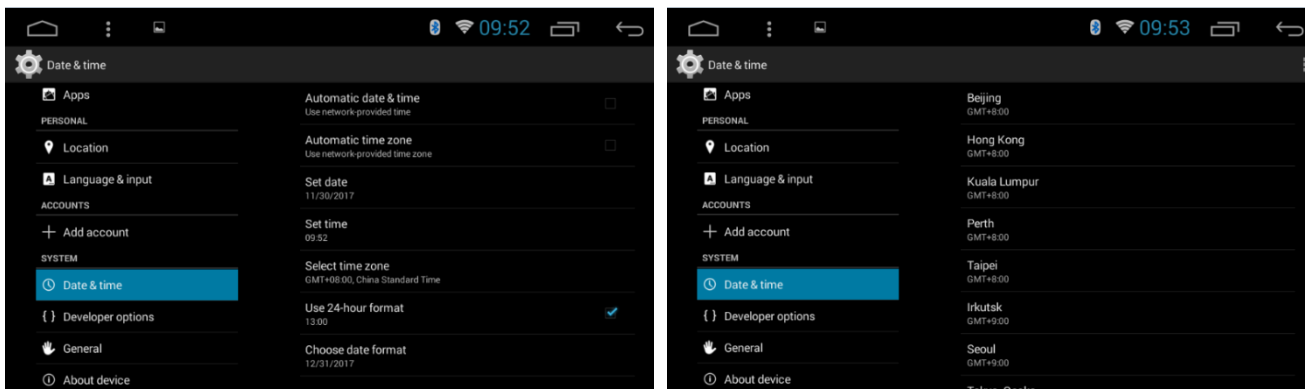 09:52
Date & time
Apps
PERSONAL
Location
Language & input
ACCOUNTS
Add account
SYSTEM
Date & time
Developer options
General
About device
Automatic date & time
Use network-provided time
Automatic time zone
Use network-provided time zone
Set date
11/30/2017
Set time
09:52
Select time zone
GMT+08:00, China Standard Time
Use 24-hour format
13:00
Choose date format
12/31/2017
09:53
Date & time
Apps
PERSONAL
Location
Language & input
ACCOUNTS
Add account
SYSTEM
Date & time
Developer options
General
About device
Beijing
GMT+8:00
Hong Kong
GMT+8:00
Kuala Lumpur
GMT+8:00
Perth
GMT+8:00
Taipei
GMT+8:00
Irkutsk
GMT+9:00
Seoul
GMT+9:00